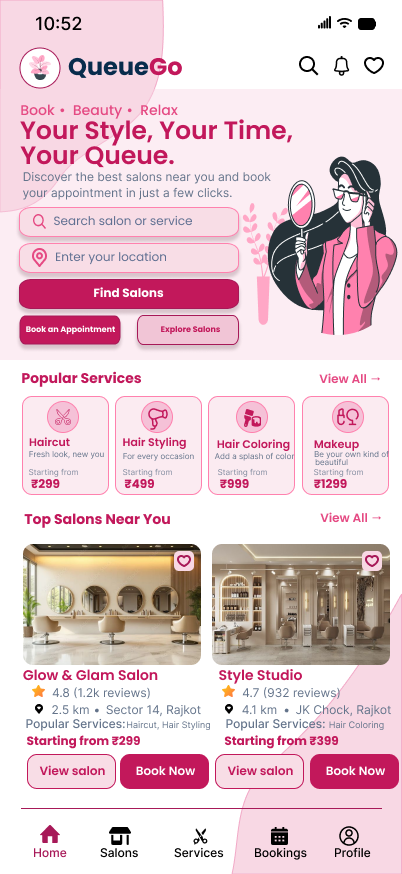 10:52
QueueGo
Book • Beauty • Relax
Your Style, Your Time,
Your Queue.
Discover the best salons near you and book
your appointment in just a few clicks.
Search salon or service
Enter your location
Find Salons
Book an Appointment
Explore Salons
Popular Services
View All →
Haircut
Fresh look, new you
Starting from
₹299
Hair Styling
For every occasion
Starting from
₹499
Hair Coloring
Add a splash of color
Starting from
₹999
Makeup
Be your own kind of
beautiful
Starting from
₹1299
Top Salons Near You
View All →
Glow & Glam Salon
4.8 (1.2k reviews)
2.5 km • Sector 14, Rajkot
Popular Services: Haircut, Hair Styling
Starting from ₹299
View salon
Book Now
Style Studio
4.7 (932 reviews)
4.1 km • JK Chock, Rajkot
Popular Services: Hair Coloring
Starting from ₹399
View salon
Book Now
Home
Salons
Services
Bookings
Profile